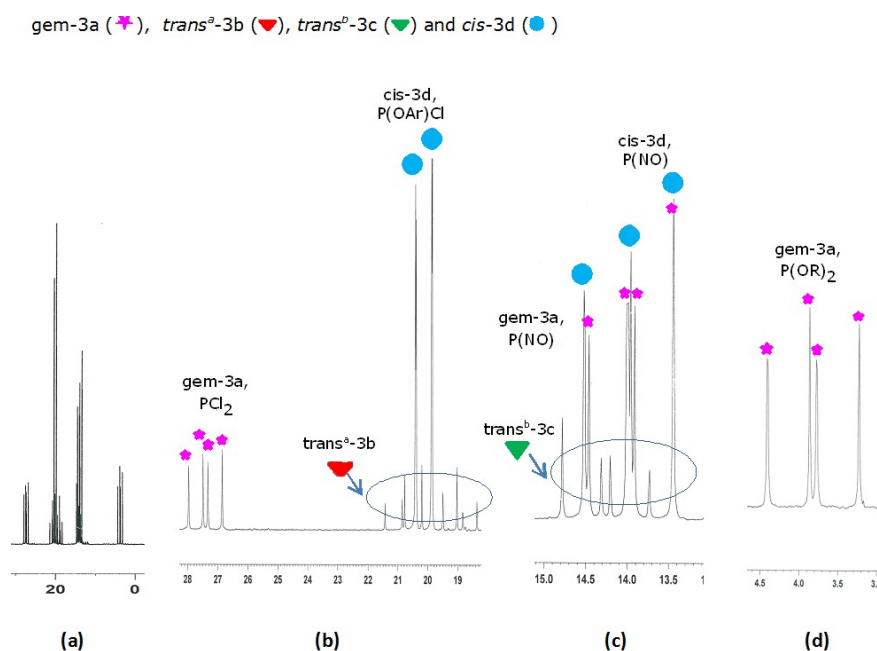 gem-3a ( ), transᵃ-3b ( ), transᵇ-3c ( ) and cis-3d ( )
cis-3d,
P(OAr)Cl
cis-3d,
P(NO)
gem-3a,
P(OR)₂
gem-3a,
P(NO)
gem-3a,
PCl₂
transᵃ-3b
transᵇ-3c
20 0
28 27 26 25 24 23 22 21 20 19
15.0 14.5 14.0 13.5 1
4.5 4.0 3.5 3.
(a) (b) (c) (d)